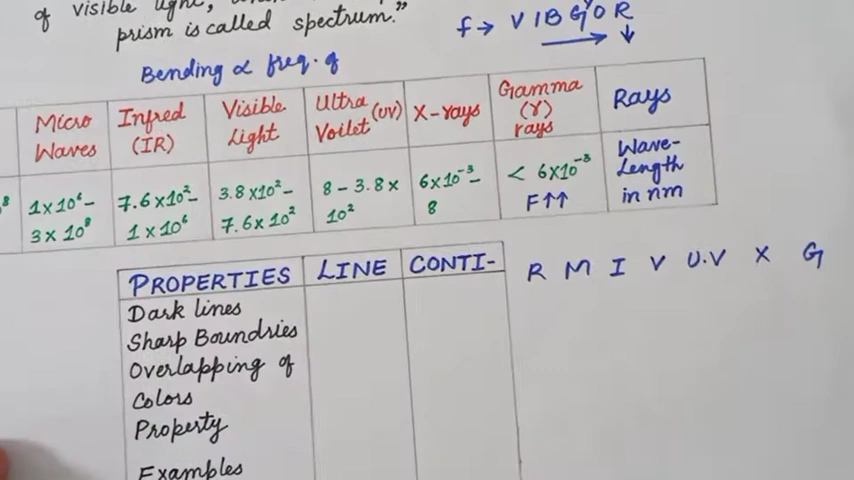 of visible light,
prism is called spectrum."
f → V I B G Y O R
Bending ∝ freq. of
Micro Waves
Infred (IR)
Visible Light
Ultra Voilet (UV)
X-rays
Gamma (γ) rays
Rays
1x10⁶– 3x10⁸
7.6x10²– 1x10⁶
3.8x10²– 7.6x10²
8 – 3.8x 10²
6x10⁻³– 8
< 6x10⁻³ F↑↑
Wave-Length in nm
PROPERTIES LINE CONTI-
R M I V U.V X G
Dark lines
Sharp Boundries
Overlapping of
Colors
Property
Examples